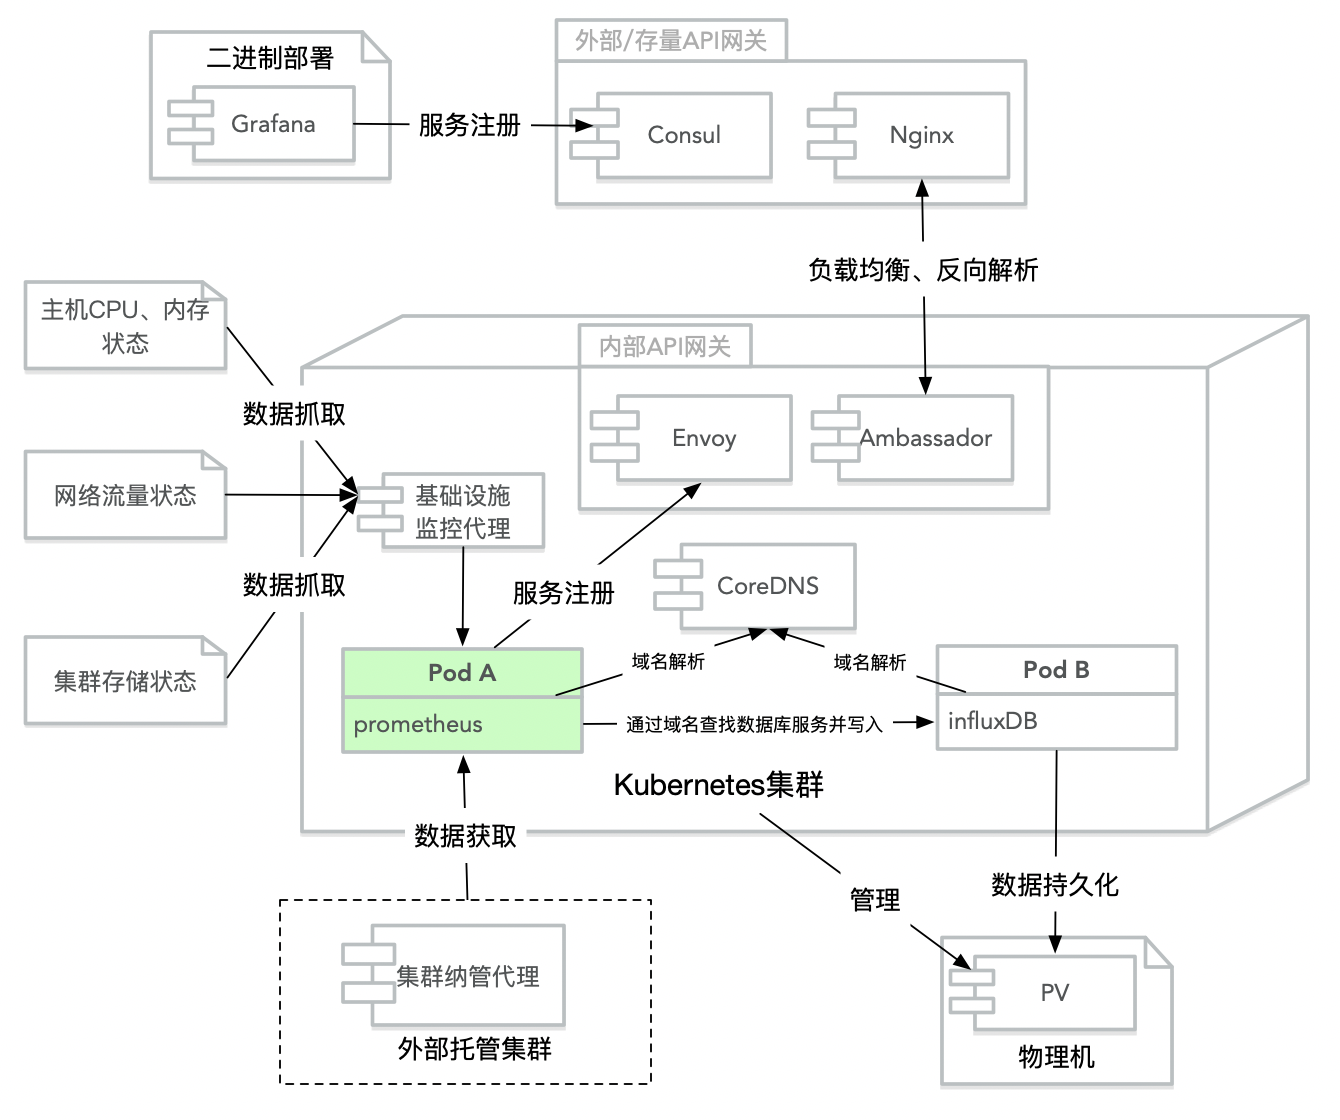 二进制部署
Grafana
服务注册
外部/存量API网关
Consul
Nginx
负载均衡、反向解析
主机CPU、内存
状态
数据抓取
网络流量状态
数据抓取
集群存储状态
内部API网关
Envoy
Ambassador
基础设施
监控代理
服务注册
CoreDNS
域名解析
域名解析
Pod A
prometheus
通过域名查找数据库服务并写入
Pod B
influxDB
Kubernetes集群
数据获取
管理
数据持久化
集群纳管代理
外部托管集群
PV
物理机